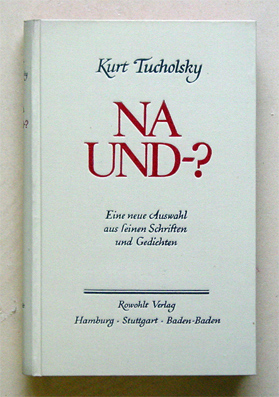 Kurt Tucholsky
NA
UND-?
Eine neue Auswahl
aus ſeinen Schriften
und Gedichten
Rowohlt Verlag
Hamburg · Stuttgart · Baden-Baden